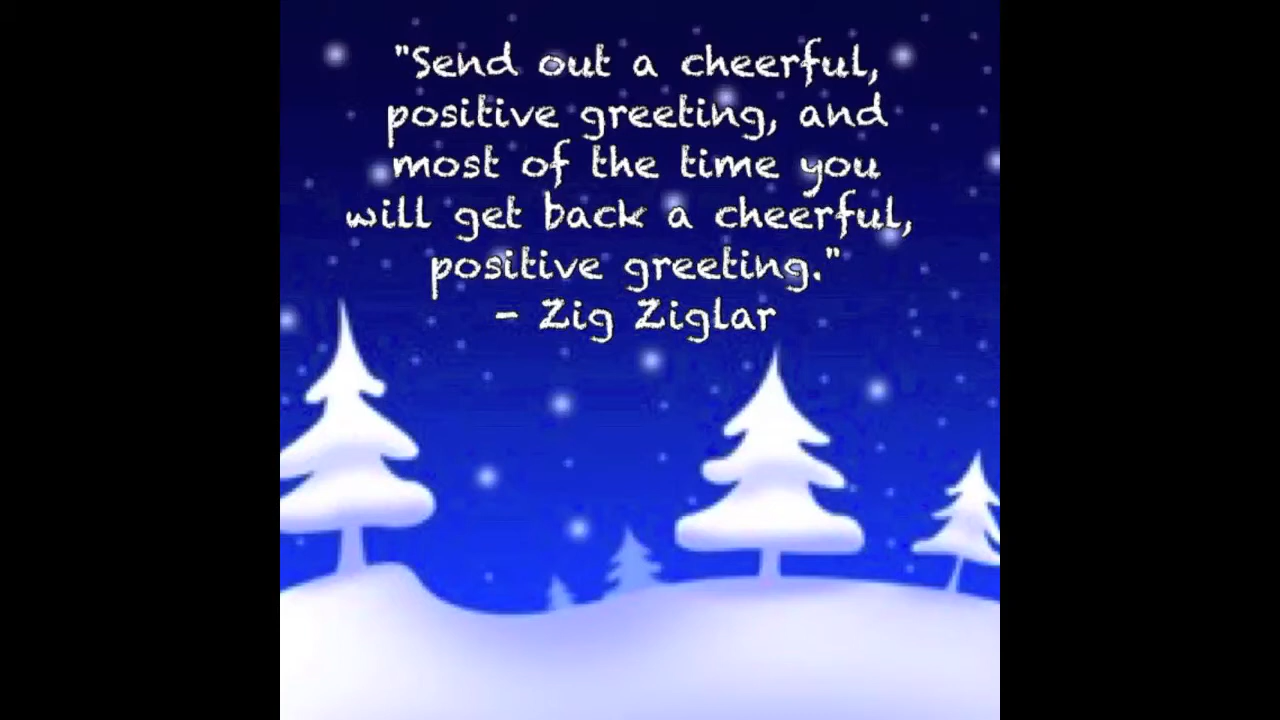 "Send out a cheerful,
positive greeting, and
most of the time you
will get back a cheerful,
positive greeting."
- Zig Ziglar